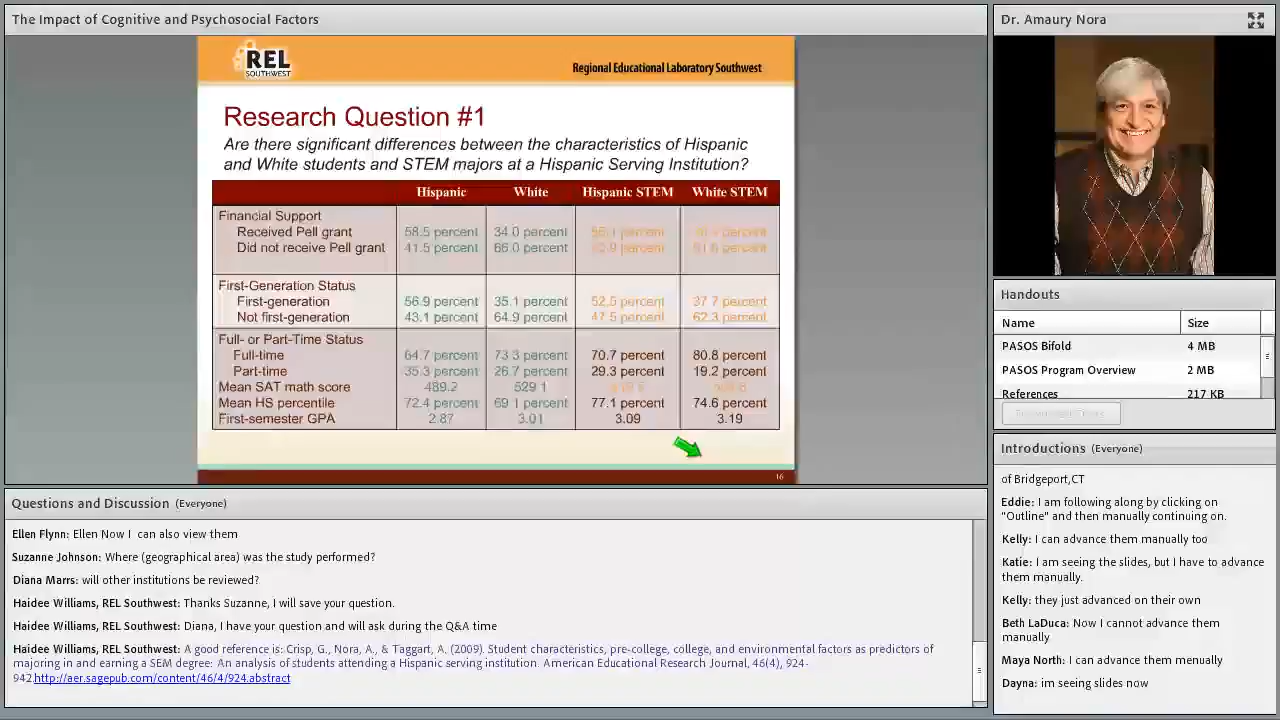 The Impact of Cognitive and Psychosocial Factors
REL
SOUTHWEST
Regional Educational Laboratory Southwest
Research Question #1
Are there significant differences between the characteristics of Hispanic
and White students and STEM majors at a Hispanic Serving Institution?
Hispanic White Hispanic STEM White STEM
Financial Support
Received Pell grant 58.5 percent 34.0 percent percent percent
Did not receive Pell grant 41.5 percent 66.0 percent percent percent
First-Generation Status
First-generation 56.9 percent 35.1 percent 52.5 percent 37.7 percent
Not first-generation 43.1 percent 64.9 percent 47.5 percent 62.3 percent
Full- or Part-Time Status
Full-time 64.7 percent 73.3 percent 70.7 percent 80.8 percent
Part-time 35.3 percent 26.7 percent 29.3 percent 19.2 percent
Mean SAT math score 489.2 529.1
Mean HS percentile 72.4 percent 69.1 percent 77.1 percent 74.6 percent
First-semester GPA 2.87 3.01 3.09 3.19
16
Questions and Discussion (Everyone)
Ellen Flynn: Ellen Now I can also view them
Suzanne Johnson: Where (geographical area) was the study performed?
Diana Marrs: will other institutions be reviewed?
Haidee Williams, REL Southwest: Thanks Suzanne, I will save your question.
Haidee Williams, REL Southwest: Diana, I have your question and will ask during the Q&A time
Haidee Williams, REL Southwest: A good reference is: Crisp, G., Nora, A., & Taggart, A. (2009). Student characteristics, pre-college, college, and environmental factors as predictors of
majoring in and earning a SEM degree: An analysis of students attending a Hispanic serving institution. American Educational Research Journal, 46(4), 924-
942.http://aer.sagepub.com/content/46/4/924.abstract
Dr. Amaury Nora
Handouts
Name Size
PASOS Bifold 4 MB
PASOS Program Overview 2 MB
References 217 KB
Introductions (Everyone)
of Bridgeport,CT
Eddie: I am following along by clicking on
"Outline" and then manually continuing on.
Kelly: I can advance them manually too
Katie: I am seeing the slides, but I have to advance
them manually.
Kelly: they just advanced on their own
Beth LaDuca: Now I cannot advance them
manually
Maya North: I can advance them menually
Dayna: im seeing slides now